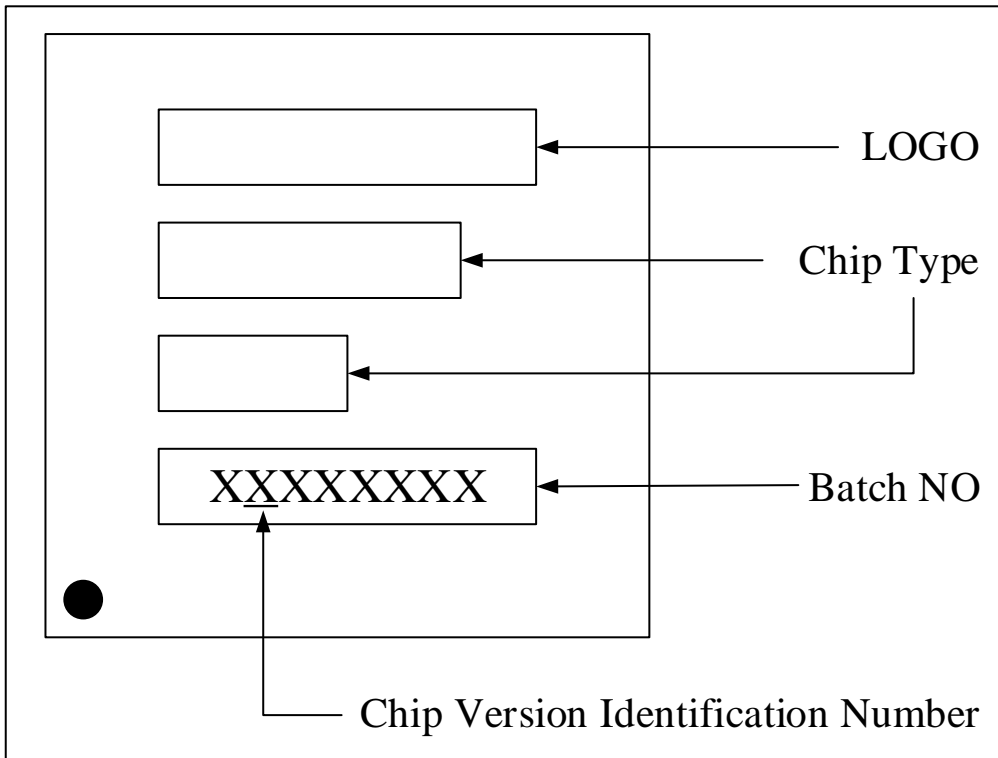 LOGO
Chip Type
XXXXXXXX
Batch NO
Chip Version Identification Number